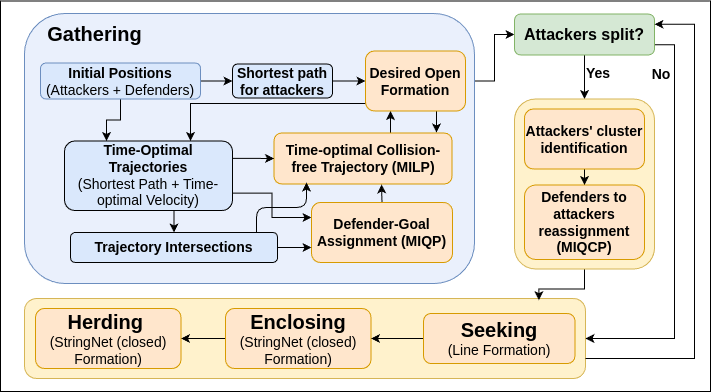 Gathering
Initial Positions
(Attackers + Defenders)
Shortest path
for attackers
Desired Open
Formation
Time-Optimal
Trajectories
(Shortest Path + Time-
optimal Velocity)
Time-optimal Collision-
free Trajectory (MILP)
Defender-Goal
Assignment (MIQP)
Trajectory Intersections
Attackers split?
Yes
No
Attackers' cluster
identification
Defenders to
attackers
reassignment
(MIQCP)
Herding
(StringNet (closed)
Formation)
Enclosing
(StringNet (closed)
Formation)
Seeking
(Line Formation)